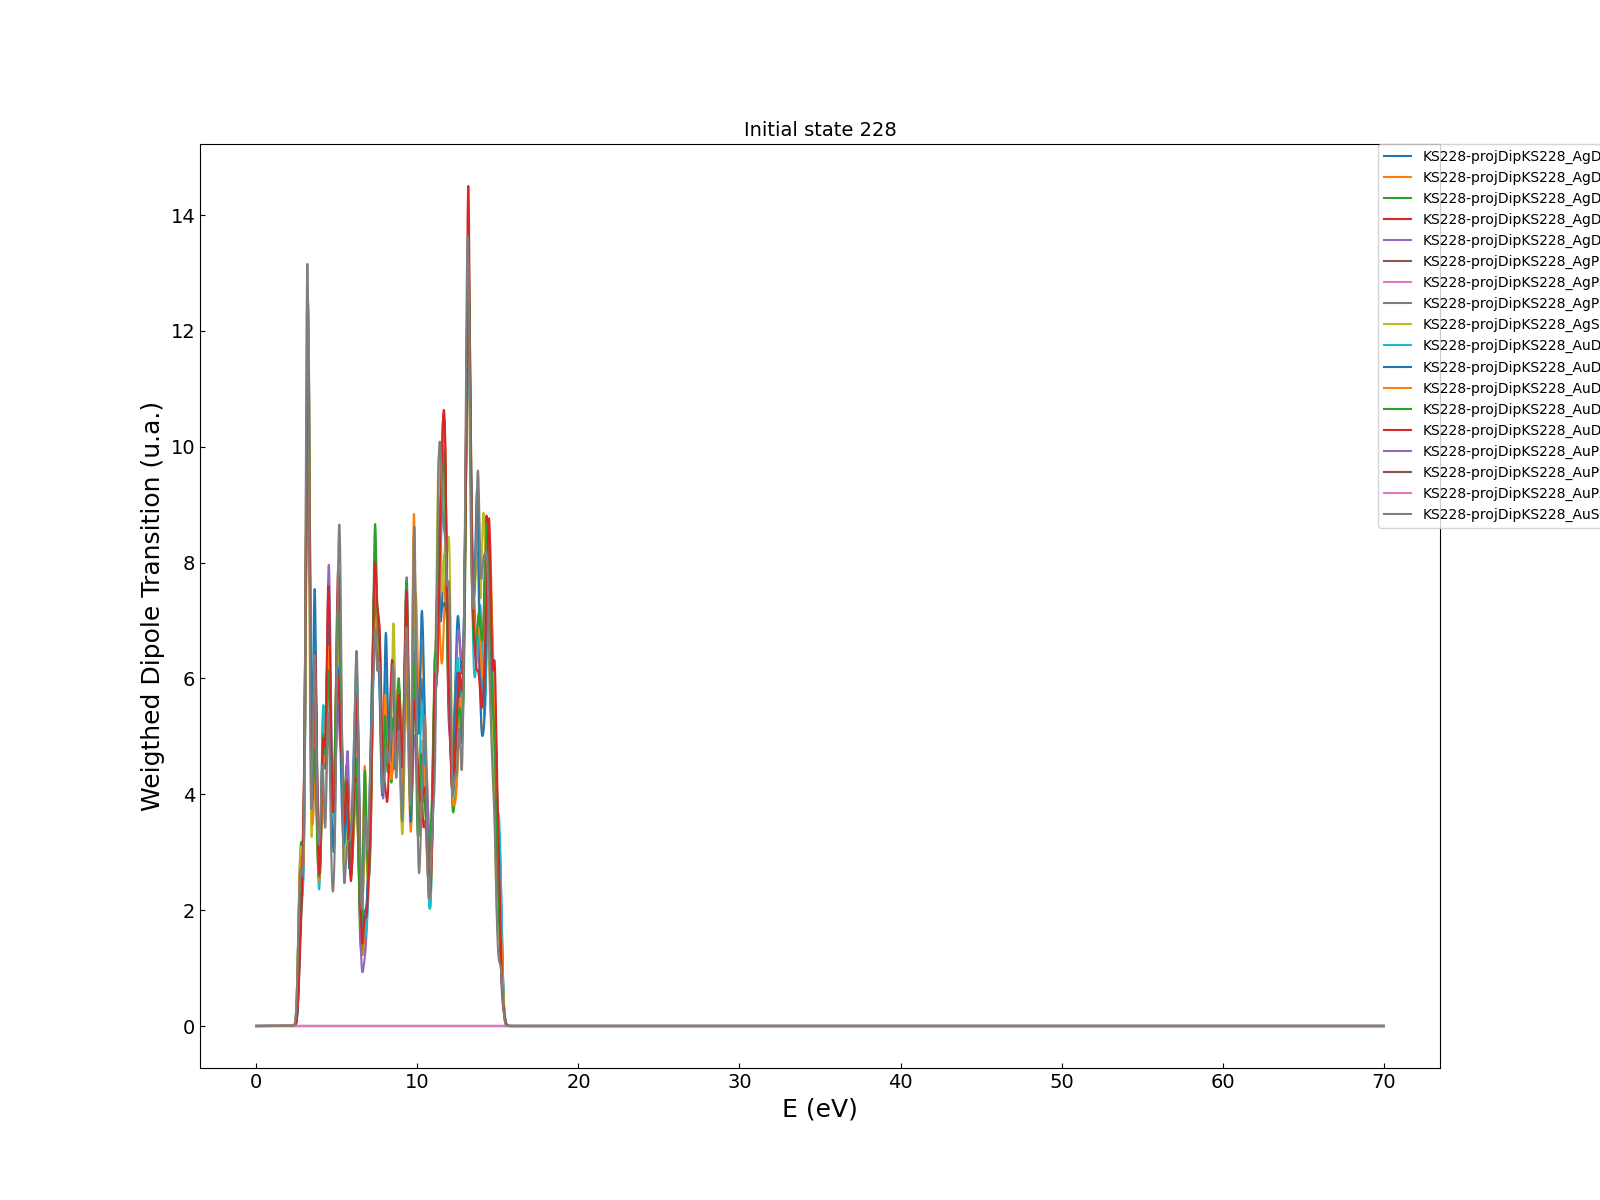 Initial state 228
KS228-projDipKS228_AgD
KS228-projDipKS228_AgD
KS228-projDipKS228_AgD
KS228-projDipKS228_AgD
KS228-projDipKS228_AgD
KS228-projDipKS228_AgP
KS228-projDipKS228_AgP
KS228-projDipKS228_AgP
KS228-projDipKS228_AgS
KS228-projDipKS228_AuD
KS228-projDipKS228_AuD
KS228-projDipKS228_AuD
KS228-projDipKS228_AuD
KS228-projDipKS228_AuD
KS228-projDipKS228_AuP
KS228-projDipKS228_AuP
KS228-projDipKS228_AuP
KS228-projDipKS228_AuS
Weigthed Dipole Transition (u.a.)
14
12
10
8
6
4
2
0
0 10 20 30 40 50 60 70
E (eV)